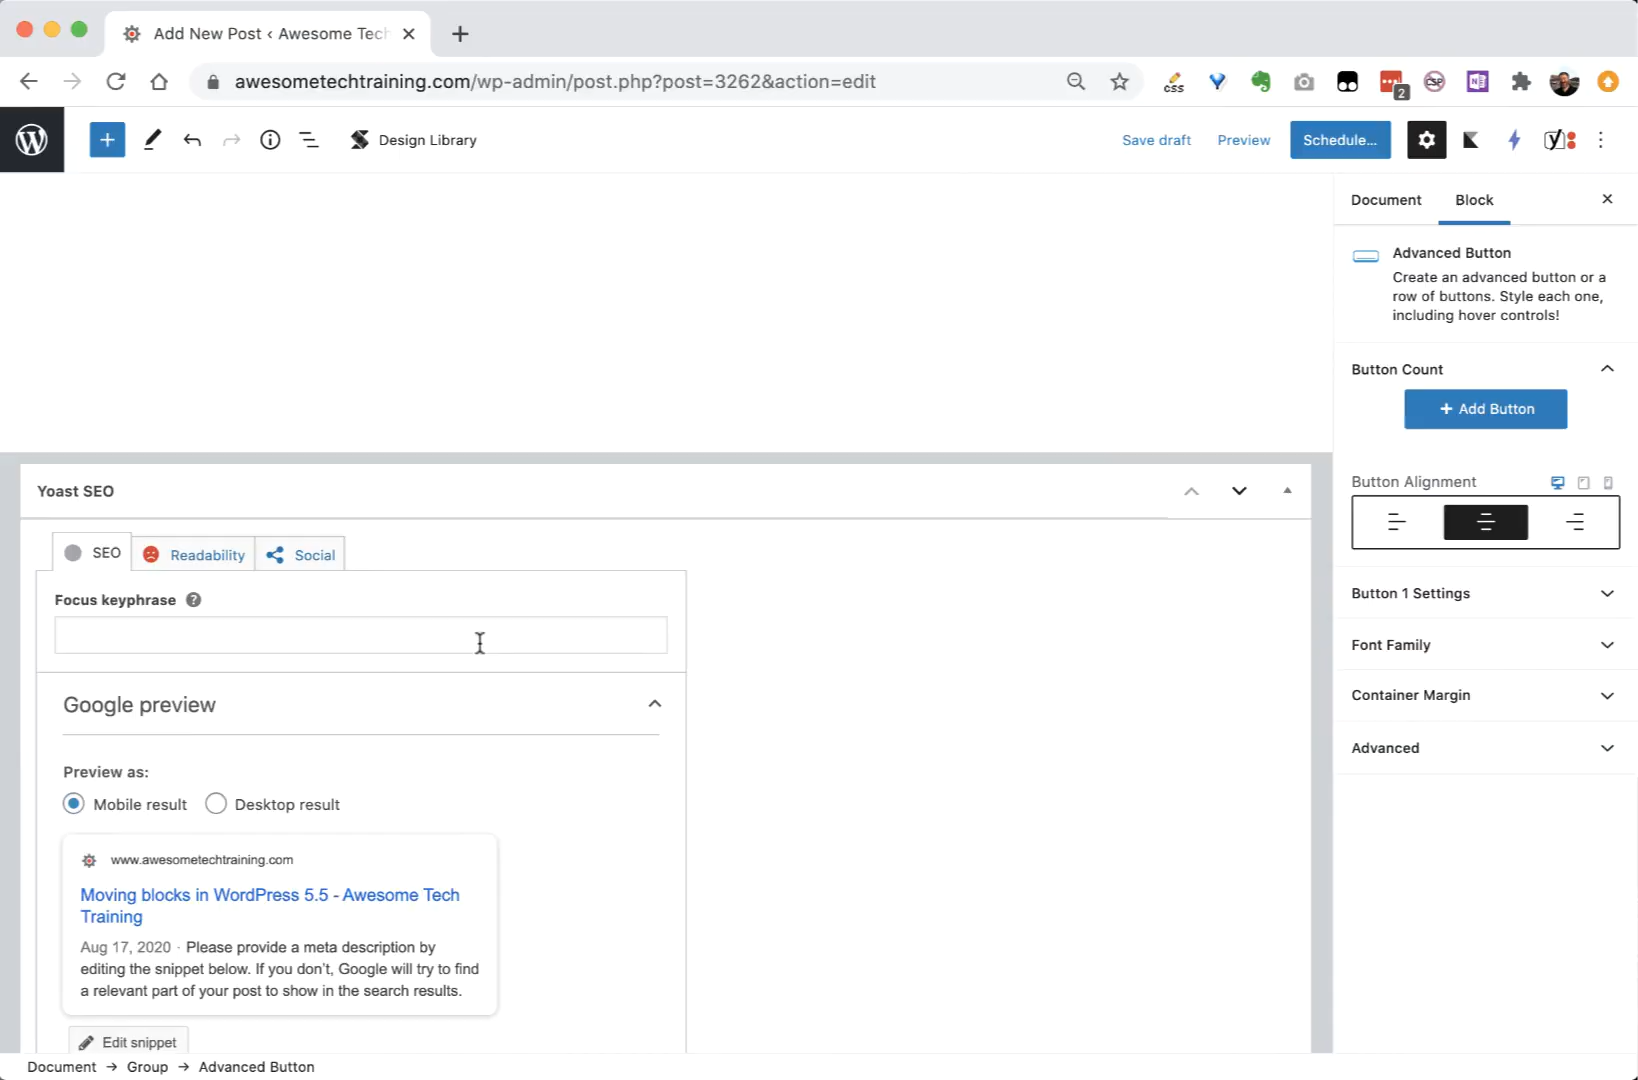 Add New Post ‹ Awesome Tech
awesometechtraining.com/wp-admin/post.php?post=3262&action=edit
css
2
CSP
Design Library
Save draft
Preview
Schedule...
Document
Block
Advanced Button
Create an advanced button or a
row of buttons. Style each one,
including hover controls!
Button Count
+ Add Button
Button Alignment
Button 1 Settings
Font Family
Container Margin
Advanced
Yoast SEO
SEO
Readability
Social
Focus keyphrase
Google preview
Preview as:
Mobile result
Desktop result
www.awesometechtraining.com
Moving blocks in WordPress 5.5 - Awesome Tech
Training
Aug 17, 2020 · Please provide a meta description by
editing the snippet below. If you don't, Google will try to find
a relevant part of your post to show in the search results.
Edit snippet
Document → Group → Advanced Button